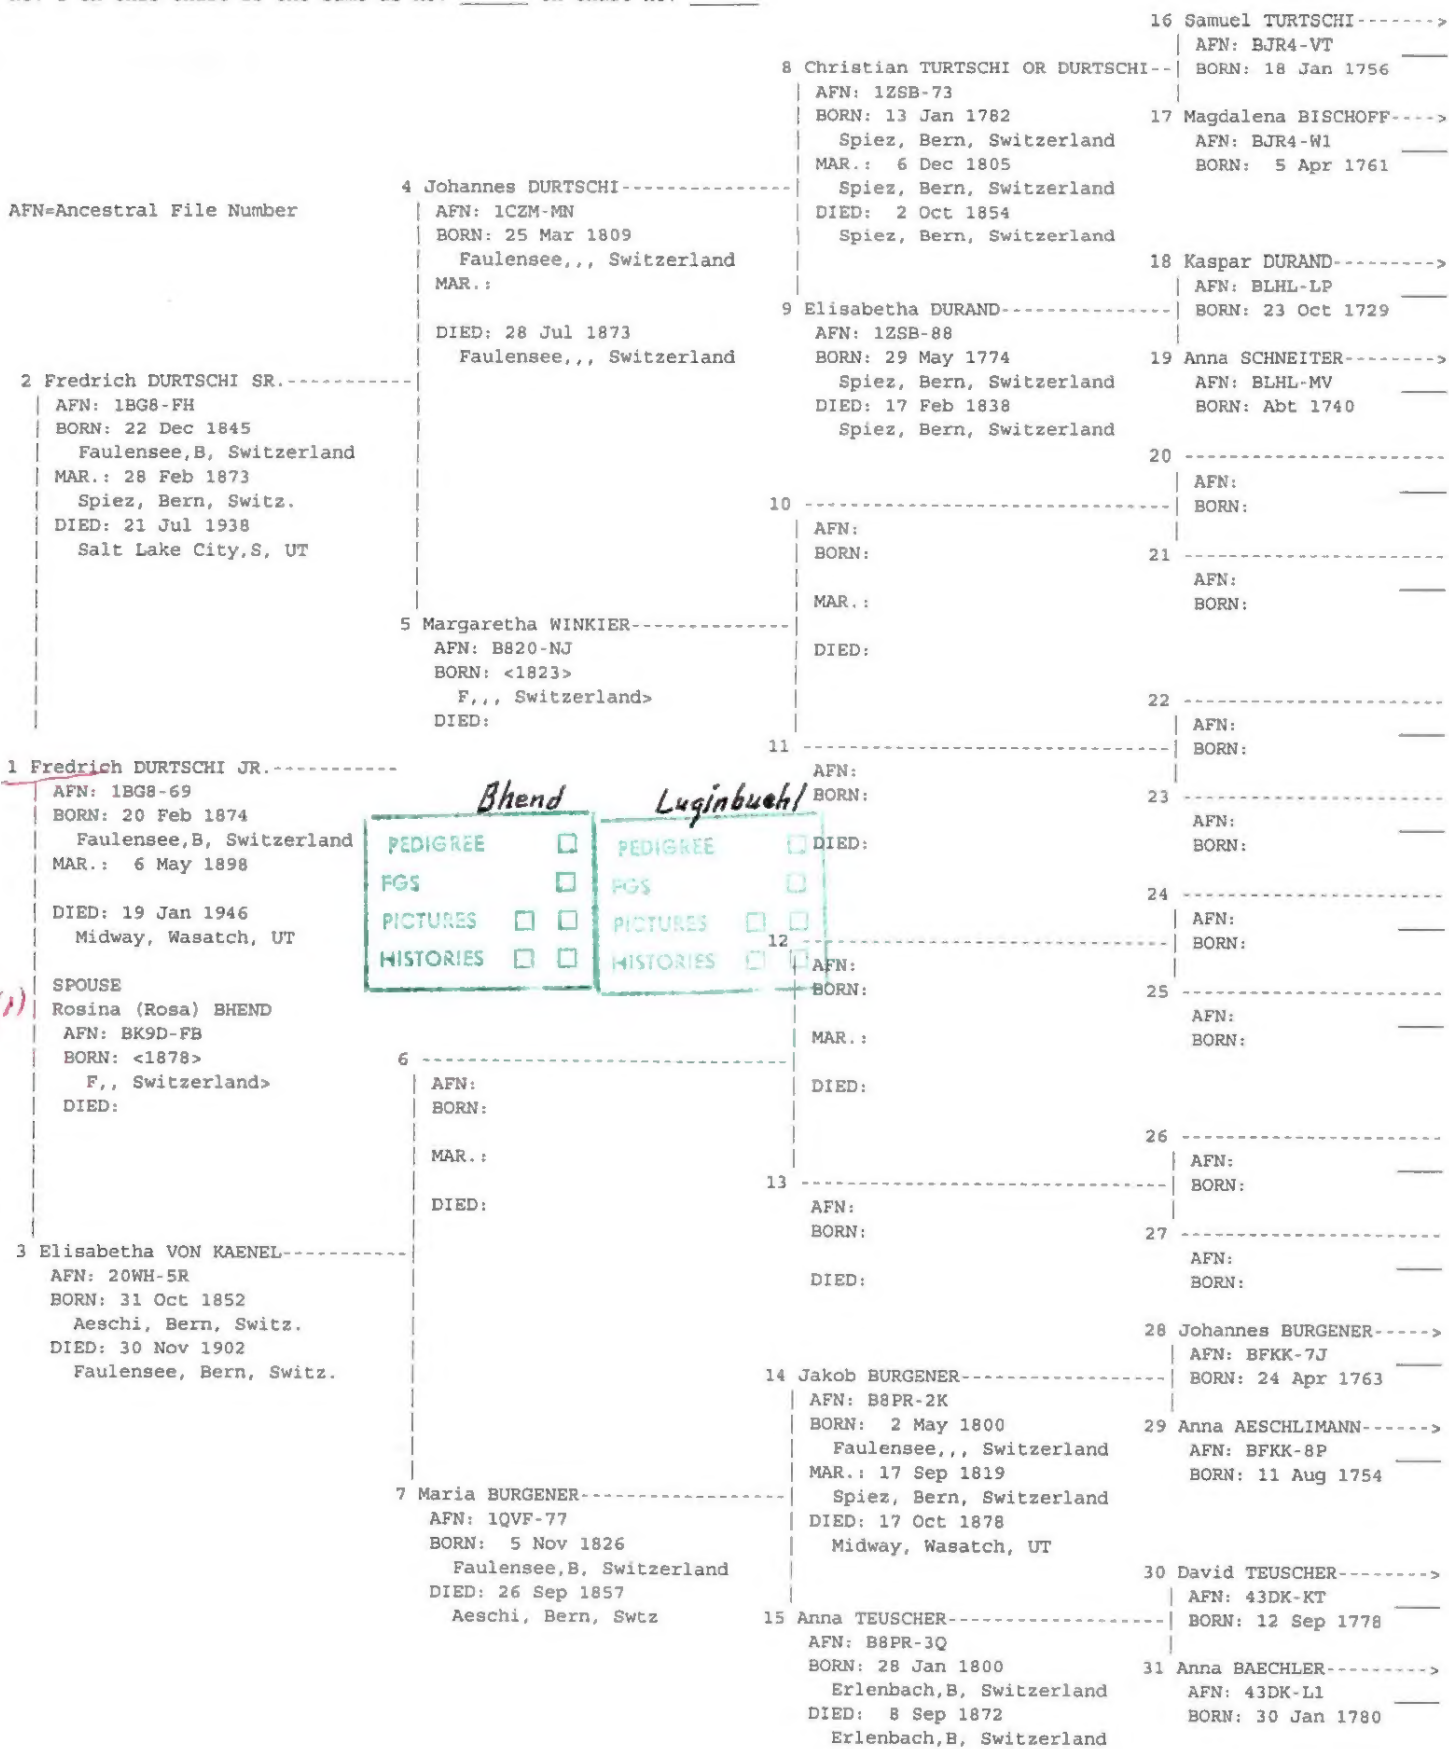 16 Samuel TURTSCHI------->
AFN: BJR4-VT
BORN: 18 Jan 1756
8 Christian TURTSCHI OR DURTSCHI--
AFN: 1ZSB-73
BORN: 13 Jan 1782
Spiez, Bern, Switzerland
MAR.: 6 Dec 1805
Spiez, Bern, Switzerland
DIED: 2 Oct 1854
Spiez, Bern, Switzerland
17 Magdalena BISCHOFF---->
AFN: BJR4-W1
BORN: 5 Apr 1761
4 Johannes DURTSCHI---------------
AFN: 1CZM-MN
BORN: 25 Mar 1809
Faulensee,,, Switzerland
MAR.:
DIED: 28 Jul 1873
Faulensee,,, Switzerland
AFN=Ancestral File Number
18 Kaspar DURAND--------->
AFN: BLHL-LP
BORN: 23 Oct 1729
9 Elisabetha DURAND---------------
AFN: 1ZSB-88
BORN: 29 May 1774
Spiez, Bern, Switzerland
DIED: 17 Feb 1838
Spiez, Bern, Switzerland
19 Anna SCHNEITER-------->
AFN: BLHL-MV
BORN: Abt 1740
2 Fredrich DURTSCHI SR.-----------
AFN: 1BG8-FH
BORN: 22 Dec 1845
Faulensee,B, Switzerland
MAR.: 28 Feb 1873
Spiez, Bern, Switz.
DIED: 21 Jul 1938
Salt Lake City,S, UT
20
AFN:
BORN:
10
AFN:
BORN:
MAR.:
DIED:
21
AFN:
BORN:
5 Margaretha WINKIER--------------
AFN: B820-NJ
BORN: <1823>
F,,, Switzerland>
DIED:
22
AFN:
BORN:
11
AFN:
BORN:
DIED:
23
AFN:
BORN:
1 Fredrich DURTSCHI JR.-----------
AFN: 1BG8-69
BORN: 20 Feb 1874
Faulensee,B, Switzerland
MAR.: 6 May 1898
DIED: 19 Jan 1946
Midway, Wasatch, UT
SPOUSE
Rosina (Rosa) BHEND
AFN: BK9D-FB
BORN: <1878>
F,, Switzerland>
DIED:
Bhend
PEDIGREE
FGS
PICTURES
HISTORIES
Luginbuehl
PEDIGREE
FGS
PICTURES
HISTORIES
24
AFN:
BORN:
12
AFN:
BORN:
MAR.:
DIED:
25
AFN:
BORN:
6
AFN:
BORN:
MAR.:
DIED:
26
AFN:
BORN:
13
AFN:
BORN:
DIED:
27
AFN:
BORN:
3 Elisabetha VON KAENEL-----------
AFN: 20WH-5R
BORN: 31 Oct 1852
Aeschi, Bern, Switz.
DIED: 30 Nov 1902
Faulensee, Bern, Switz.
28 Johannes BURGENER----->
AFN: BFKK-7J
BORN: 24 Apr 1763
14 Jakob BURGENER------------------
AFN: B8PR-2K
BORN: 2 May 1800
Faulensee,,, Switzerland
MAR.: 17 Sep 1819
Spiez, Bern, Switzerland
DIED: 17 Oct 1878
Midway, Wasatch, UT
29 Anna AESCHLIMANN------>
AFN: BFKK-8P
BORN: 11 Aug 1754
7 Maria BURGENER------------------
AFN: 1QVF-77
BORN: 5 Nov 1826
Faulensee,B, Switzerland
DIED: 26 Sep 1857
Aeschi, Bern, Swtz
30 David TEUSCHER-------->
AFN: 43DK-KT
BORN: 12 Sep 1778
15 Anna TEUSCHER-------------------
AFN: B8PR-3Q
BORN: 28 Jan 1800
Erlenbach,B, Switzerland
DIED: 8 Sep 1872
Erlenbach,B, Switzerland
31 Anna BAECHLER--------->
AFN: 43DK-L1
BORN: 30 Jan 1780